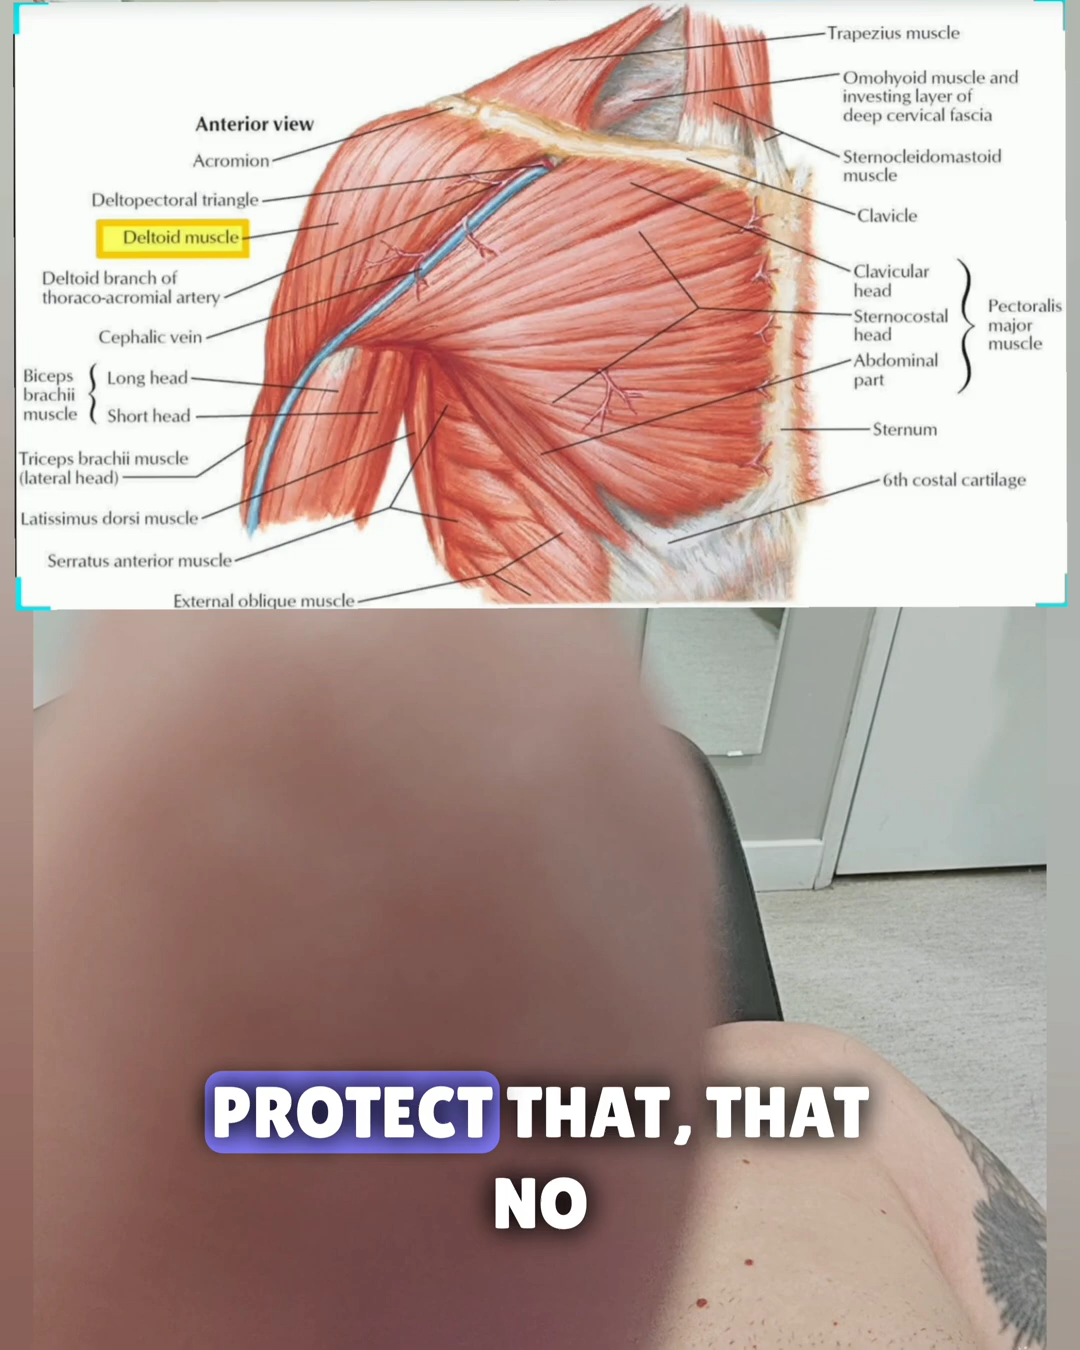 Trapezius muscle
Omohyoid muscle and
investing layer of
deep cervical fascia
Anterior view
Acromion
Sternocleidomastoid
muscle
Deltopectoral triangle
Clavicle
Deltoid muscle
Deltoid branch of
thoraco-acromial artery
Clavicular
head
Sternocostal
head
Abdominal
part
Pectoralis
major
muscle
Cephalic vein
Biceps
brachii
muscle
Long head
Short head
Sternum
Triceps brachii muscle
(lateral head)
6th costal cartilage
Latissimus dorsi muscle
Serratus anterior muscle
External oblique muscle
PROTECT THAT, THAT
NO